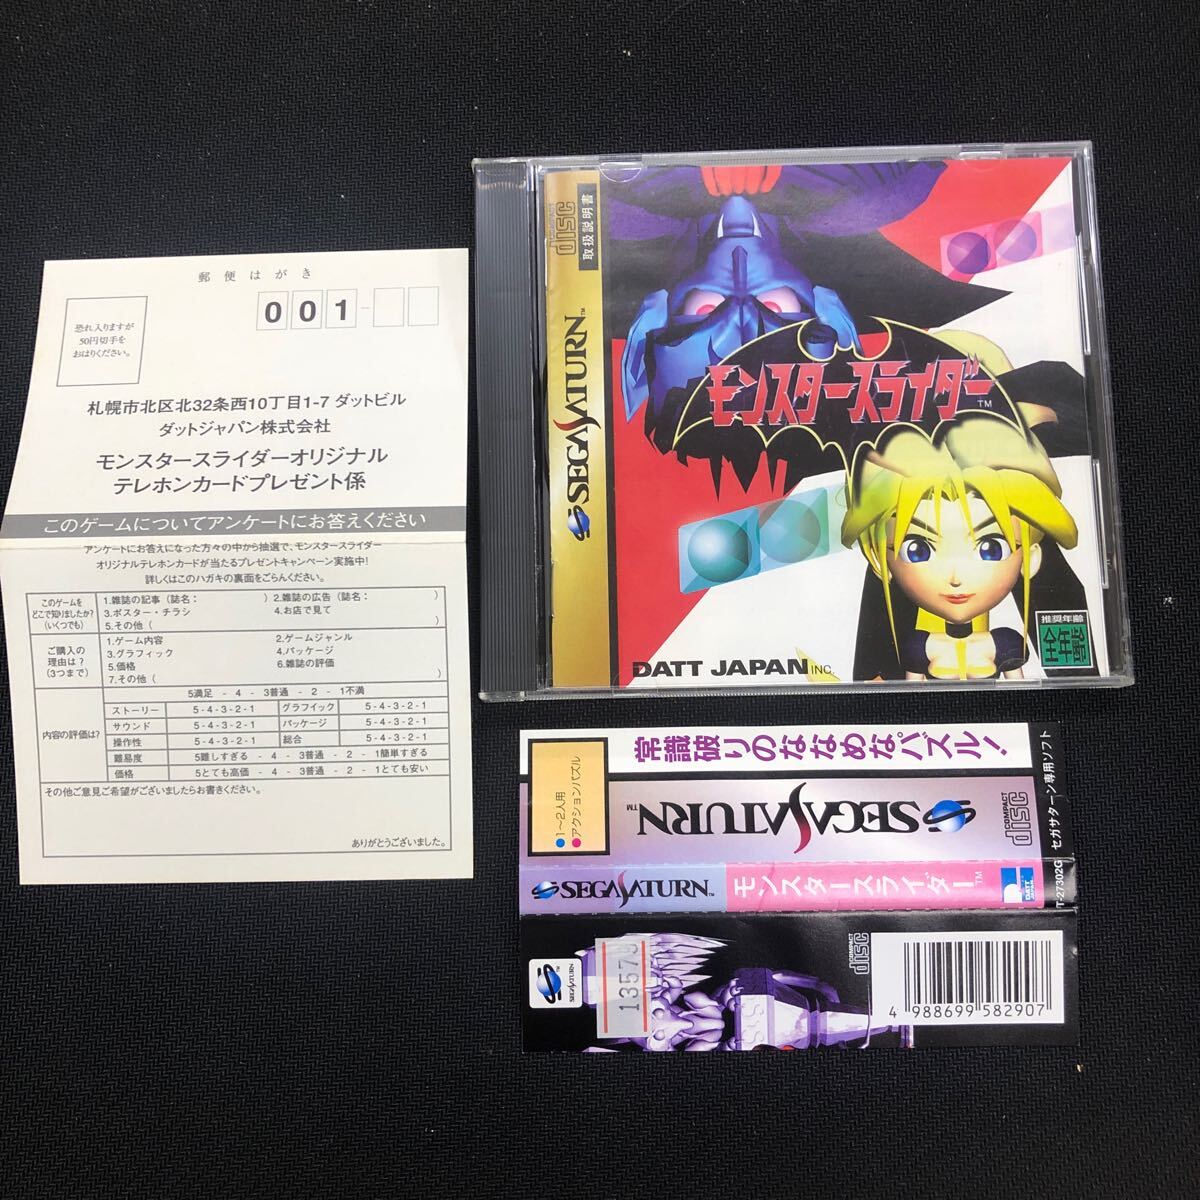 郵便はがき
恐れ入りますが
50円切手を
おはりください。
001-
札幌市北区北32条西10丁目1-7 ダットビル
ダットジャパン株式会社
モンスタースライダーオリジナル
テレホンカードプレゼント係
このゲームについてアンケートにお答えください
アンケートにお答えになった方々の中から抽選で、モンスタースライダー
オリジナルテレホンカードが当たるプレゼントキャンペーン実施中!
詳しくはこのハガキの裏面をごらんください。
このゲームを
どこで知りましたか?
(いくつでも)
1.雑誌の記事(誌名: ) 2.雑誌の広告(誌名: )
3.ポスター・チラシ 4.お店で見て
5.その他( )
ご購入の
理由は?
(3つまで)
1.ゲーム内容 2.ゲームジャンル
3.グラフィック 4.パッケージ
5.価格 6.雑誌の評価
7.その他( )
内容の評価は?
5満足 - 4 - 3普通 - 2 - 1不満
ストーリー 5-4-3-2-1 グラフイック 5-4-3-2-1
サウンド 5-4-3-2-1 パッケージ 5-4-3-2-1
操作性 5-4-3-2-1 総合 5-4-3-2-1
難易度 5難しすぎる - 4 - 3普通 - 2 - 1簡単すぎる
価格 5とても高価 - 4 - 3普通 - 2 - 1とても安い
その他ご意見ご希望がございましたらお書きください。
ありがとうございました。
COMPACT disc
取扱説明書
SEGA SATURN™
モンスタースライダー™
DATT JAPAN INC.
推奨年齢
全年齢
常識破りのななめなパズル!
1〜2人用
アクションパズル
SEGA SATURN™
COMPACT disc
セガサターン専用ソフト
SEGA SATURN™
モンスタースライダー™
DATT JAPAN
T-27302G
SEGA SATURN
13570
COMPACT disc
4 988699 582907